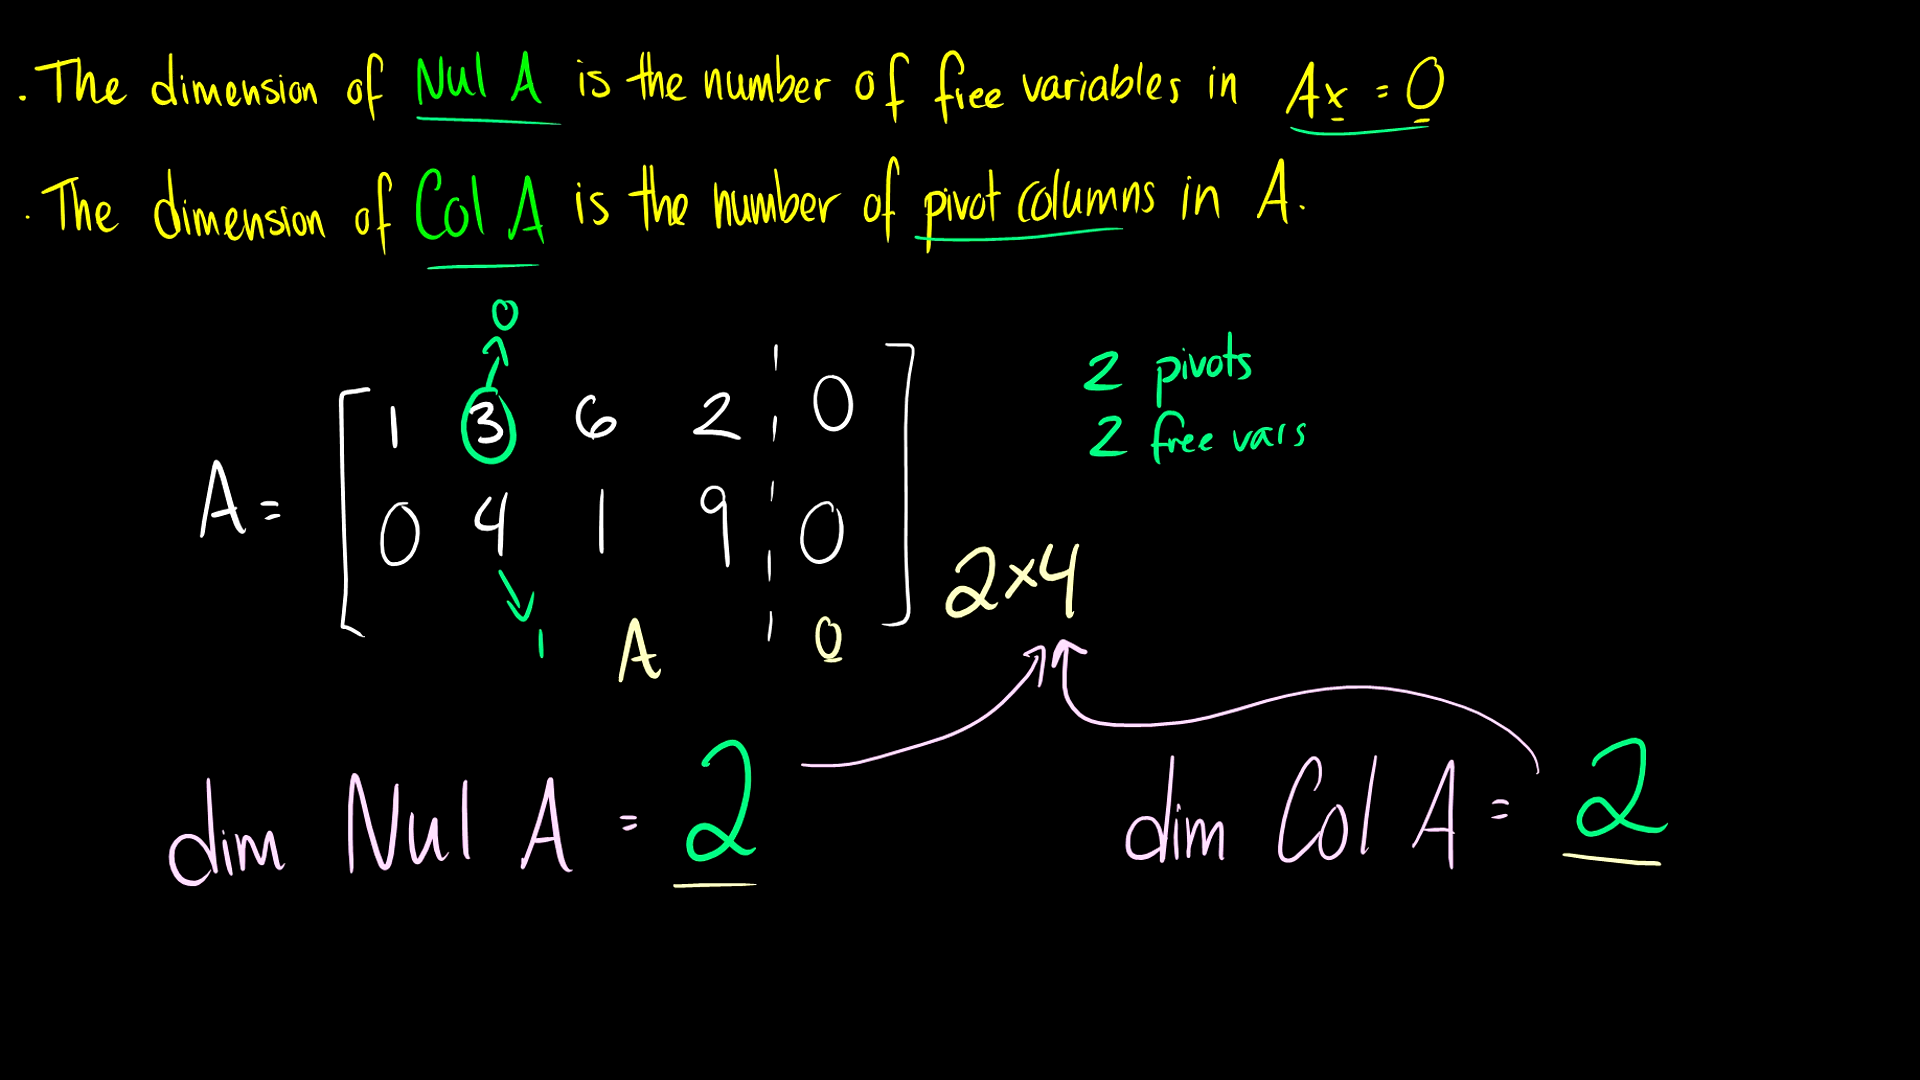 . The dimension of Nul A is the number of free variables in Ax = 0
. The dimension of Col A is the number of pivot columns in A.
0
A = [ 1 3 6 2 ¦ 0 ]
0 4 1 9 ¦ 0
2 pivots
2 free vars
2×4
1 A 0
dim Nul A = 2
dim Col A = 2